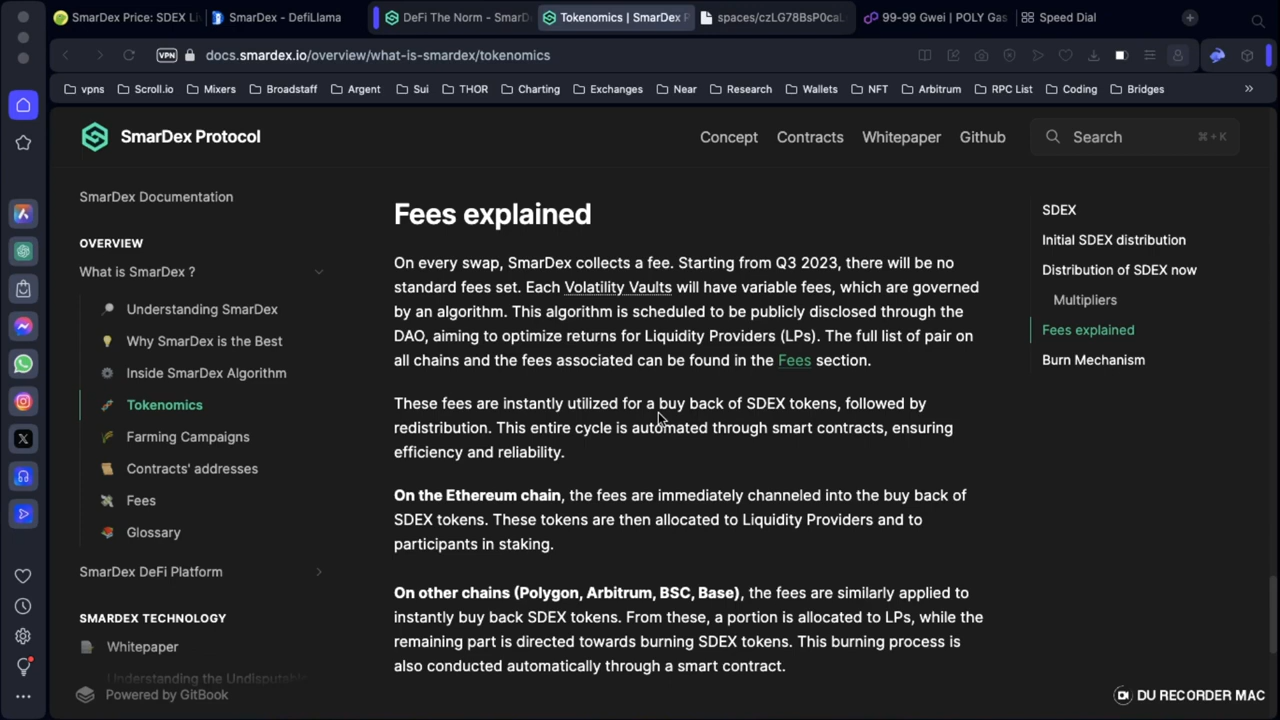 SmarDex Price: SDEX Li
SmarDex - DefiLlama
DeFi The Norm - SmarD
Tokenomics | SmarDex P
spaces/czLG78BsP0caL
99-99 Gwei | POLY Gas
Speed Dial
VPN
docs.smardex.io/overview/what-is-smardex/tokenomics
vpns
Scroll.io
Mixers
Broadstaff
Argent
Sui
THOR
Charting
Exchanges
Near
Research
Wallets
NFT
Arbitrum
RPC List
Coding
Bridges
»
SmarDex Protocol
Concept
Contracts
Whitepaper
Github
Search
⌘ + K
SmarDex Documentation
OVERVIEW
What is SmarDex ?
Understanding SmarDex
Why SmarDex is the Best
Inside SmarDex Algorithm
Tokenomics
Farming Campaigns
Contracts' addresses
Fees
Glossary
SmarDex DeFi Platform
SMARDEX TECHNOLOGY
Whitepaper
Understanding the Undisputable
Powered by GitBook
Fees explained
On every swap, SmarDex collects a fee. Starting from Q3 2023, there will be no
standard fees set. Each Volatility Vaults will have variable fees, which are governed
by an algorithm. This algorithm is scheduled to be publicly disclosed through the
DAO, aiming to optimize returns for Liquidity Providers (LPs). The full list of pair on
all chains and the fees associated can be found in the Fees section.
These fees are instantly utilized for a buy back of SDEX tokens, followed by
redistribution. This entire cycle is automated through smart contracts, ensuring
efficiency and reliability.
On the Ethereum chain, the fees are immediately channeled into the buy back of
SDEX tokens. These tokens are then allocated to Liquidity Providers and to
participants in staking.
On other chains (Polygon, Arbitrum, BSC, Base), the fees are similarly applied to
instantly buy back SDEX tokens. From these, a portion is allocated to LPs, while the
remaining part is directed towards burning SDEX tokens. This burning process is
also conducted automatically through a smart contract.
SDEX
Initial SDEX distribution
Distribution of SDEX now
Multipliers
Fees explained
Burn Mechanism
DU RECORDER MAC